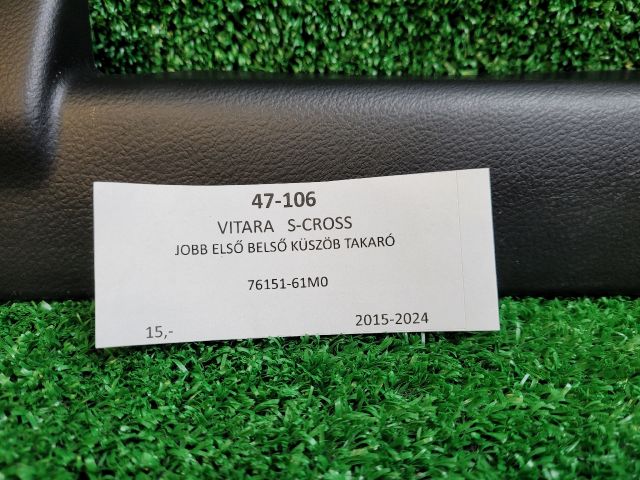 47-106
VITARA S-CROSS
JOBB ELSŐ BELSŐ KÜSZÖB TAKARÓ
76151-61M0
15,- 2015-2024